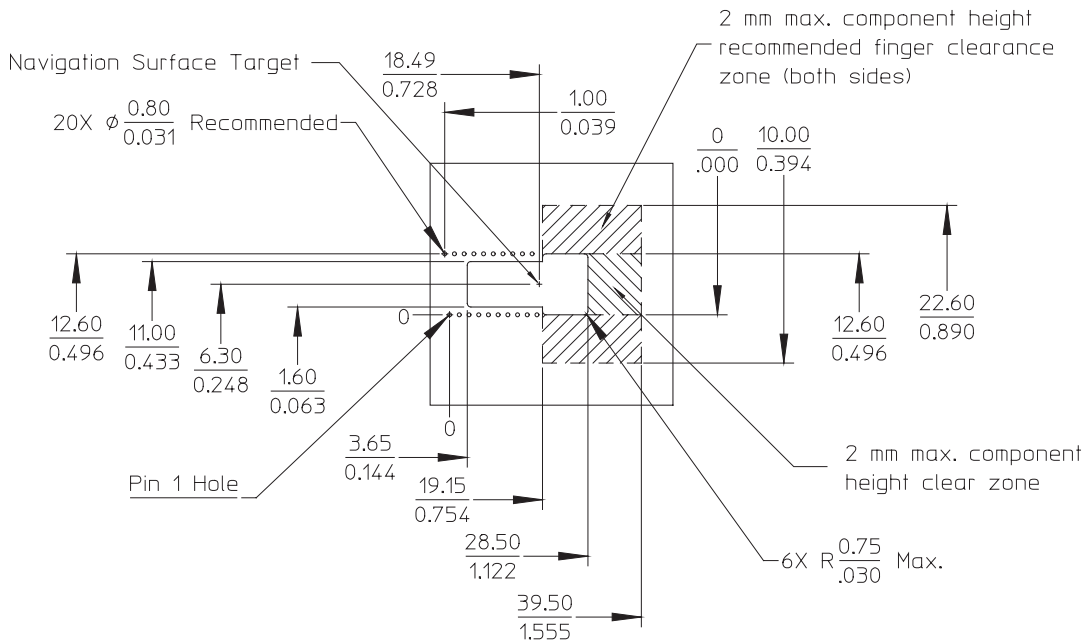 2 mm max. component height
recommended finger clearance
zone (both sides)
Navigation Surface Target
18.49
0.728
20X ⌀ 0.80
0.031 Recommended
1.00
0.039
0
.000
10.00
0.394
12.60
0.496
11.00
0.433
6.30
0.248
1.60
0.063
0
0
12.60
0.496
22.60
0.890
3.65
0.144
Pin 1 Hole
19.15
0.754
28.50
1.122
39.50
1.555
2 mm max. component
height clear zone
6X R 0.75
.030 Max.